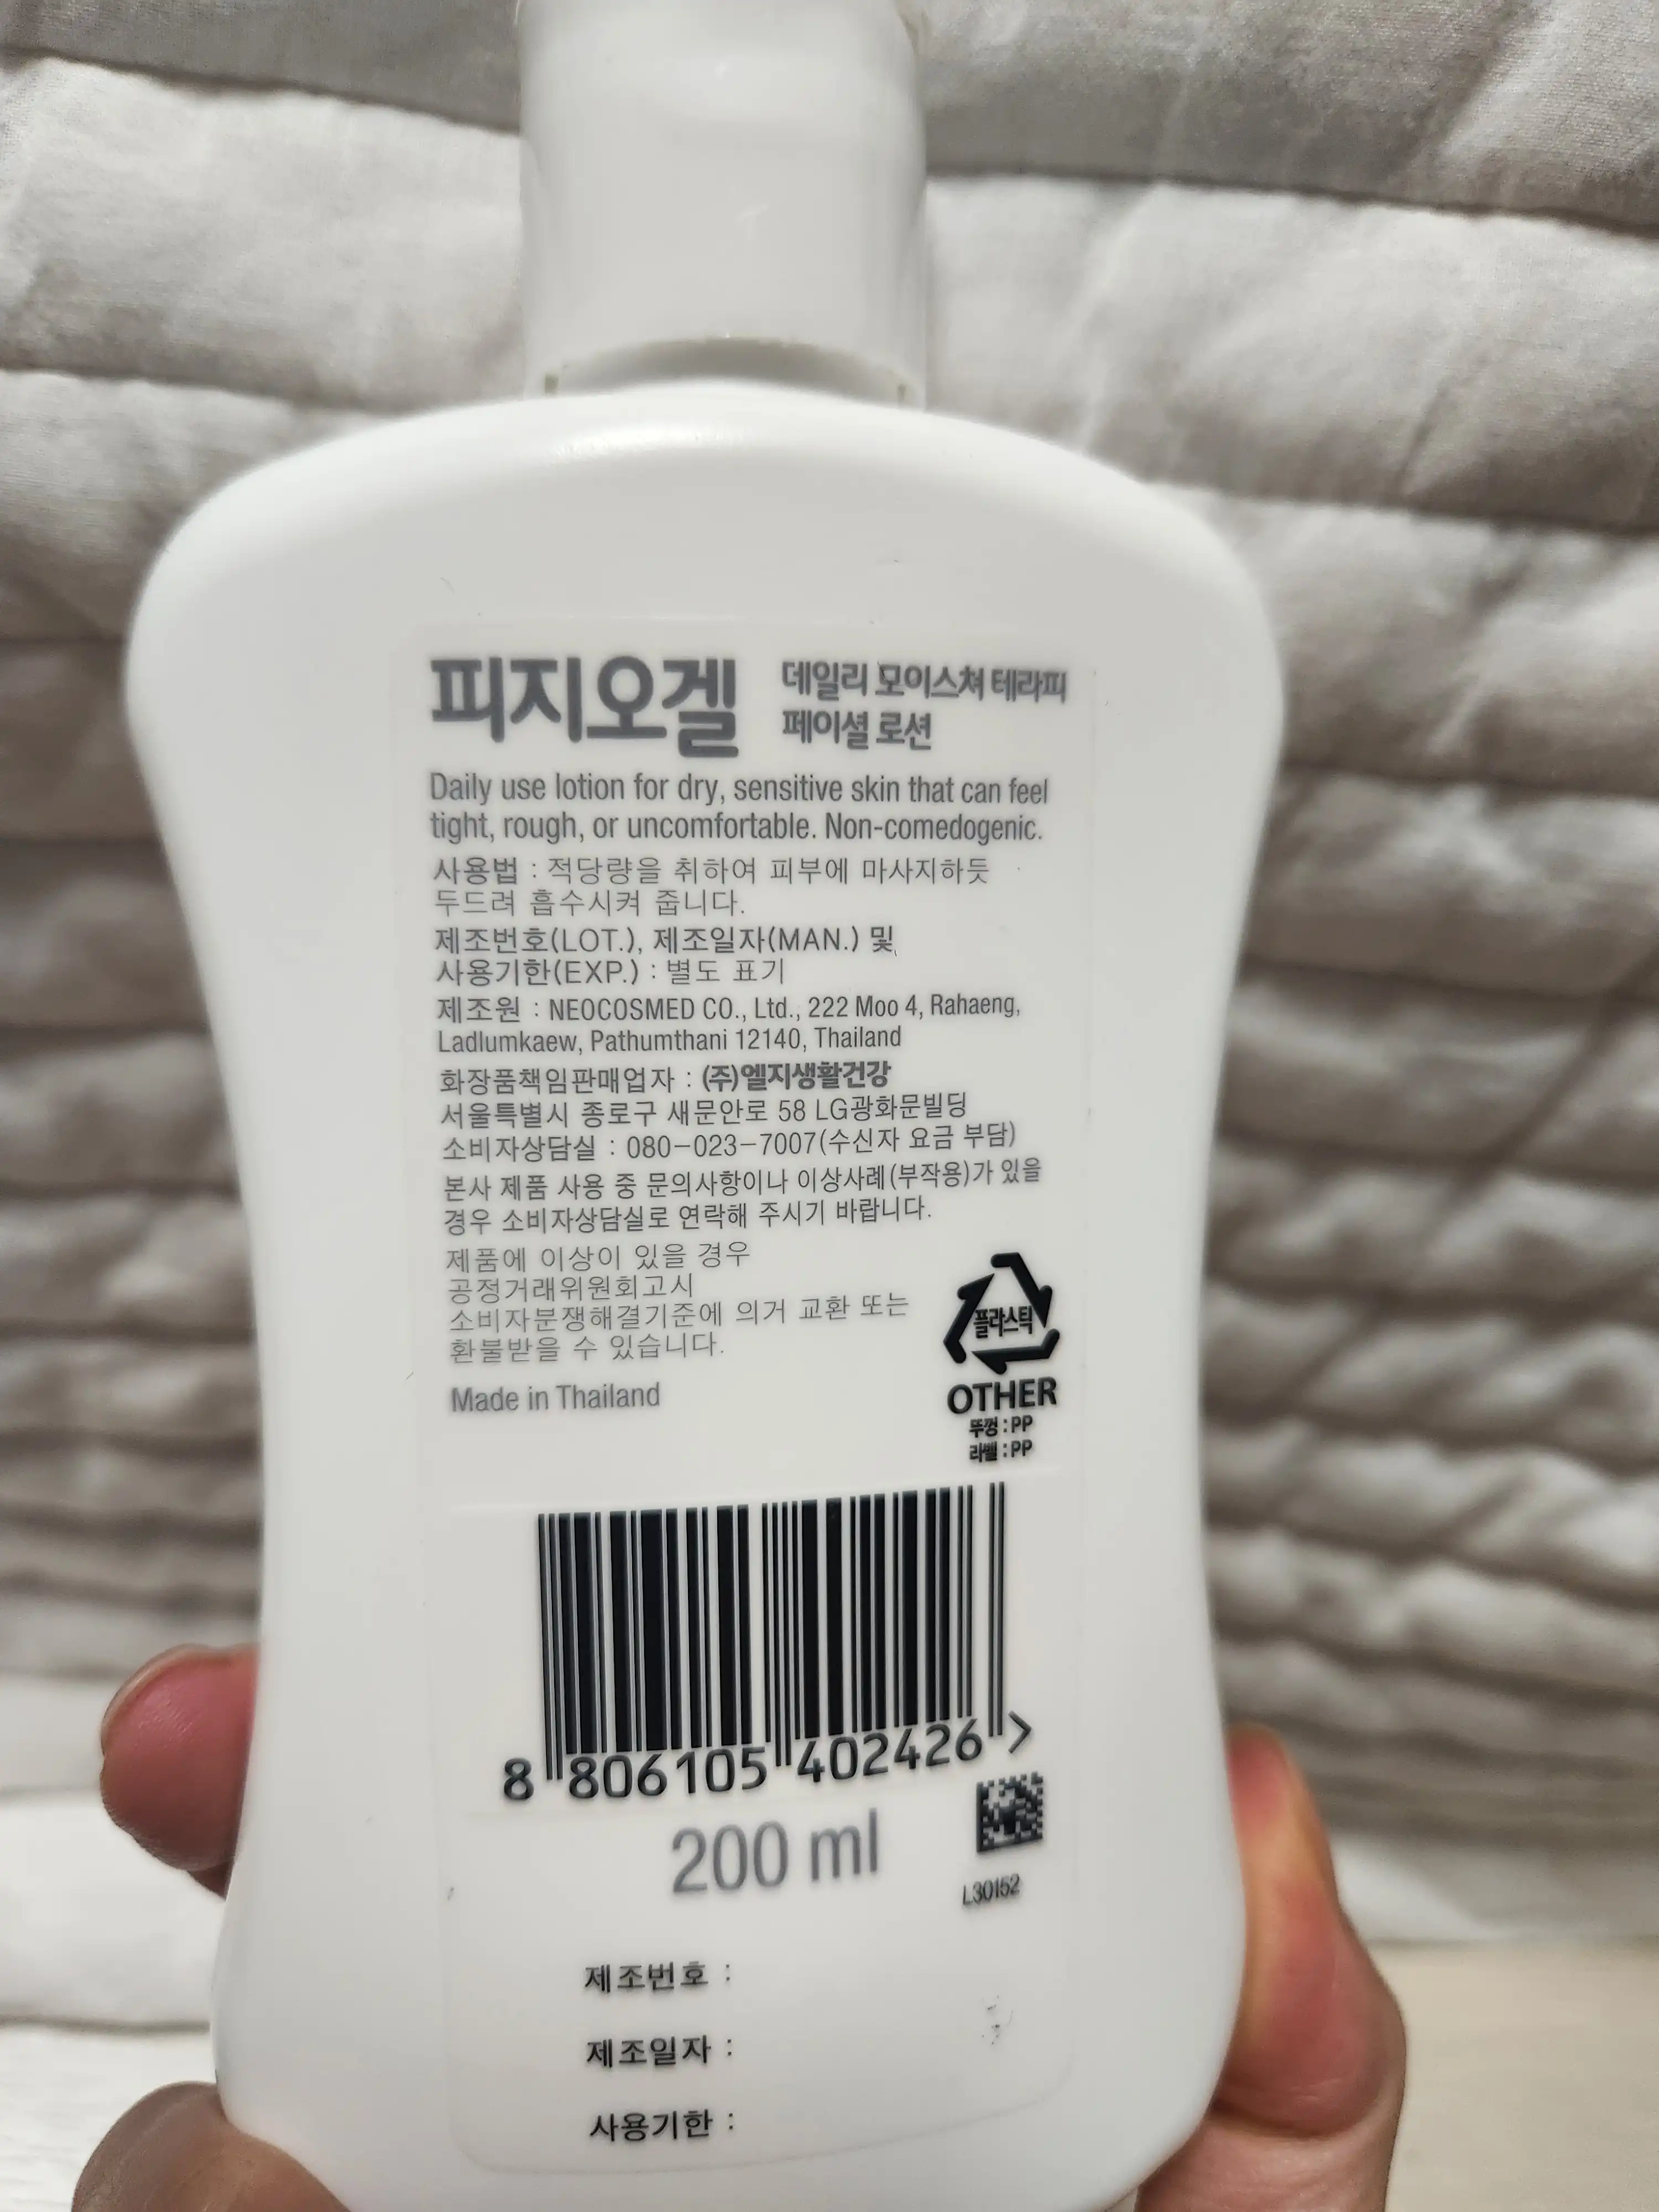 피지오겔
데일리 모이스쳐 테라피
페이셜 로션
Daily use lotion for dry, sensitive skin that can feel
tight, rough, or uncomfortable. Non-comedogenic.
사용법 : 적당량을 취하여 피부에 마사지하듯
두드려 흡수시켜 줍니다.
제조번호(LOT.), 제조일자(MAN.) 및
사용기한(EXP.) : 별도 표기
제조원 : NEOCOSMED CO., Ltd., 222 Moo 4, Rahaeng,
Ladlumkaew, Pathumthani 12140, Thailand
화장품책임판매업자 : (주)엘지생활건강
서울특별시 종로구 새문안로 58 LG광화문빌딩
소비자상담실 : 080-023-7007(수신자 요금 부담)
본사 제품 사용 중 문의사항이나 이상사례(부작용)가 있을
경우 소비자상담실로 연락해 주시기 바랍니다.
제품에 이상이 있을 경우
공정거래위원회고시
소비자분쟁해결기준에 의거 교환 또는
환불받을 수 있습니다.
플라스틱
OTHER
뚜껑 : PP
라벨 : PP
Made in Thailand
8 806105 402426 >
200 ml
L30152
제조번호 :
제조일자 :
사용기한 :